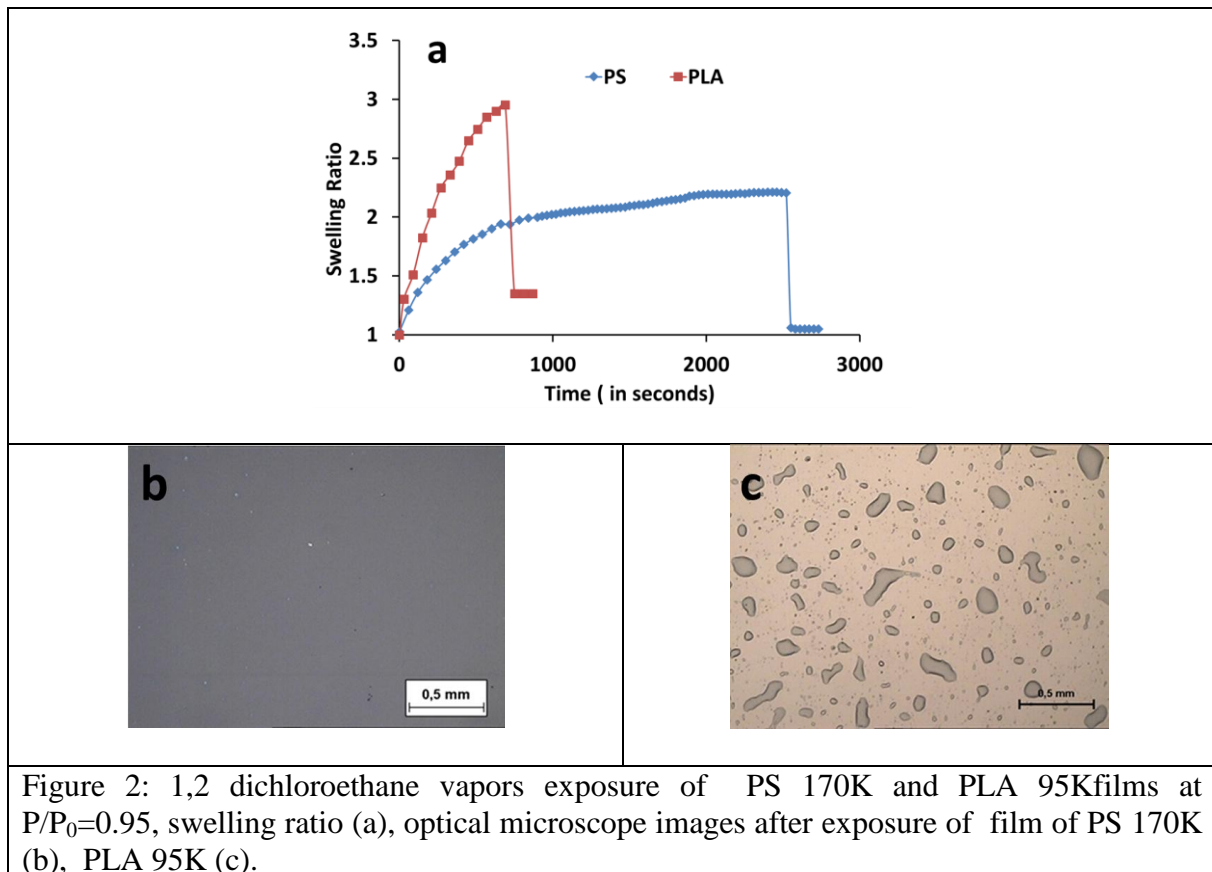 a
PS PLA
3.5
3
2.5
2
1.5
1
Swelling Ratio
0 1000 2000 3000
Time ( in seconds)
b
0,5 mm
c
0,5 mm
Figure 2: 1,2 dichloroethane vapors exposure of PS 170K and PLA 95Kfilms at
P/P₀=0.95, swelling ratio (a), optical microscope images after exposure of film of PS 170K
(b), PLA 95K (c).